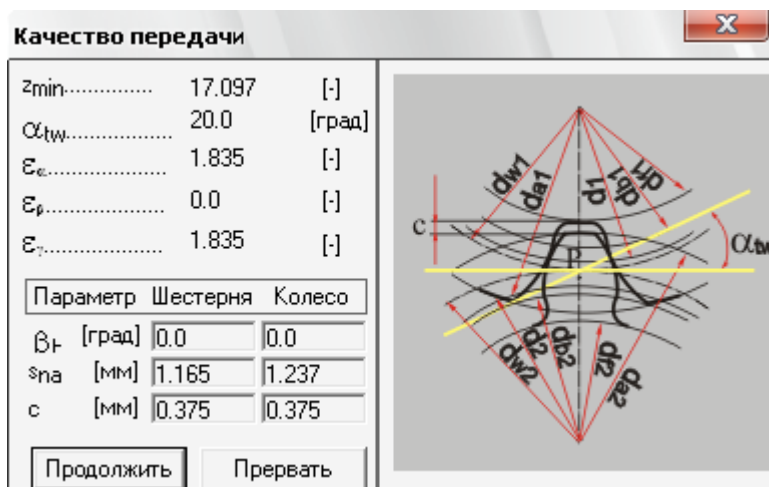 Качество передачи
x
zmin............... 17.097 [-]
αtw.................. 20.0 [град]
εα.................... 1.835 [-]
εβ.................... 0.0 [-]
εγ.................... 1.835 [-]
Параметр Шестерня Колесо
βь [град] 0.0 0.0
sna [мм] 1.165 1.237
c [мм] 0.375 0.375
Продолжить Прервать
dw1 da1 d1 db1 df1
c
P
αtw
dw2 d2 db2 df2 da2